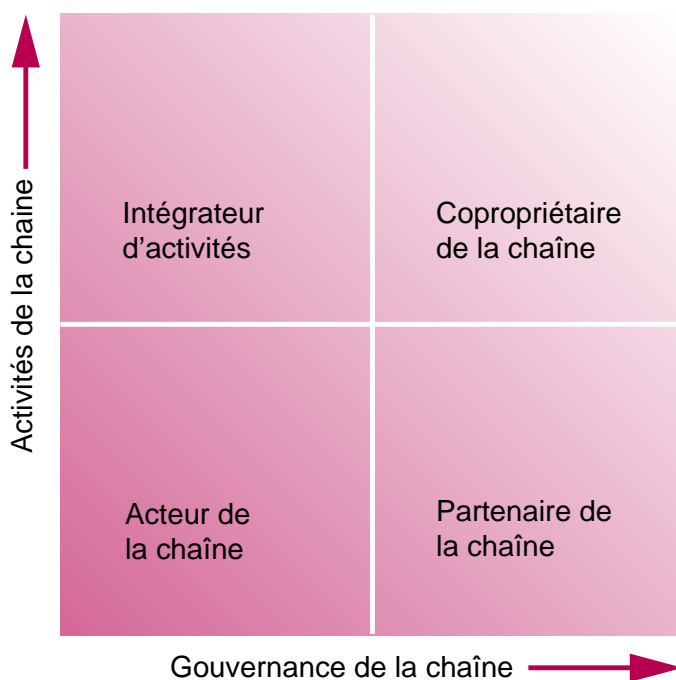 Activités de la chaine
Intégrateur
d'activités
Copropriétaire
de la chaîne
Acteur de
la chaîne
Partenaire de
la chaîne
Gouvernance de la chaîne